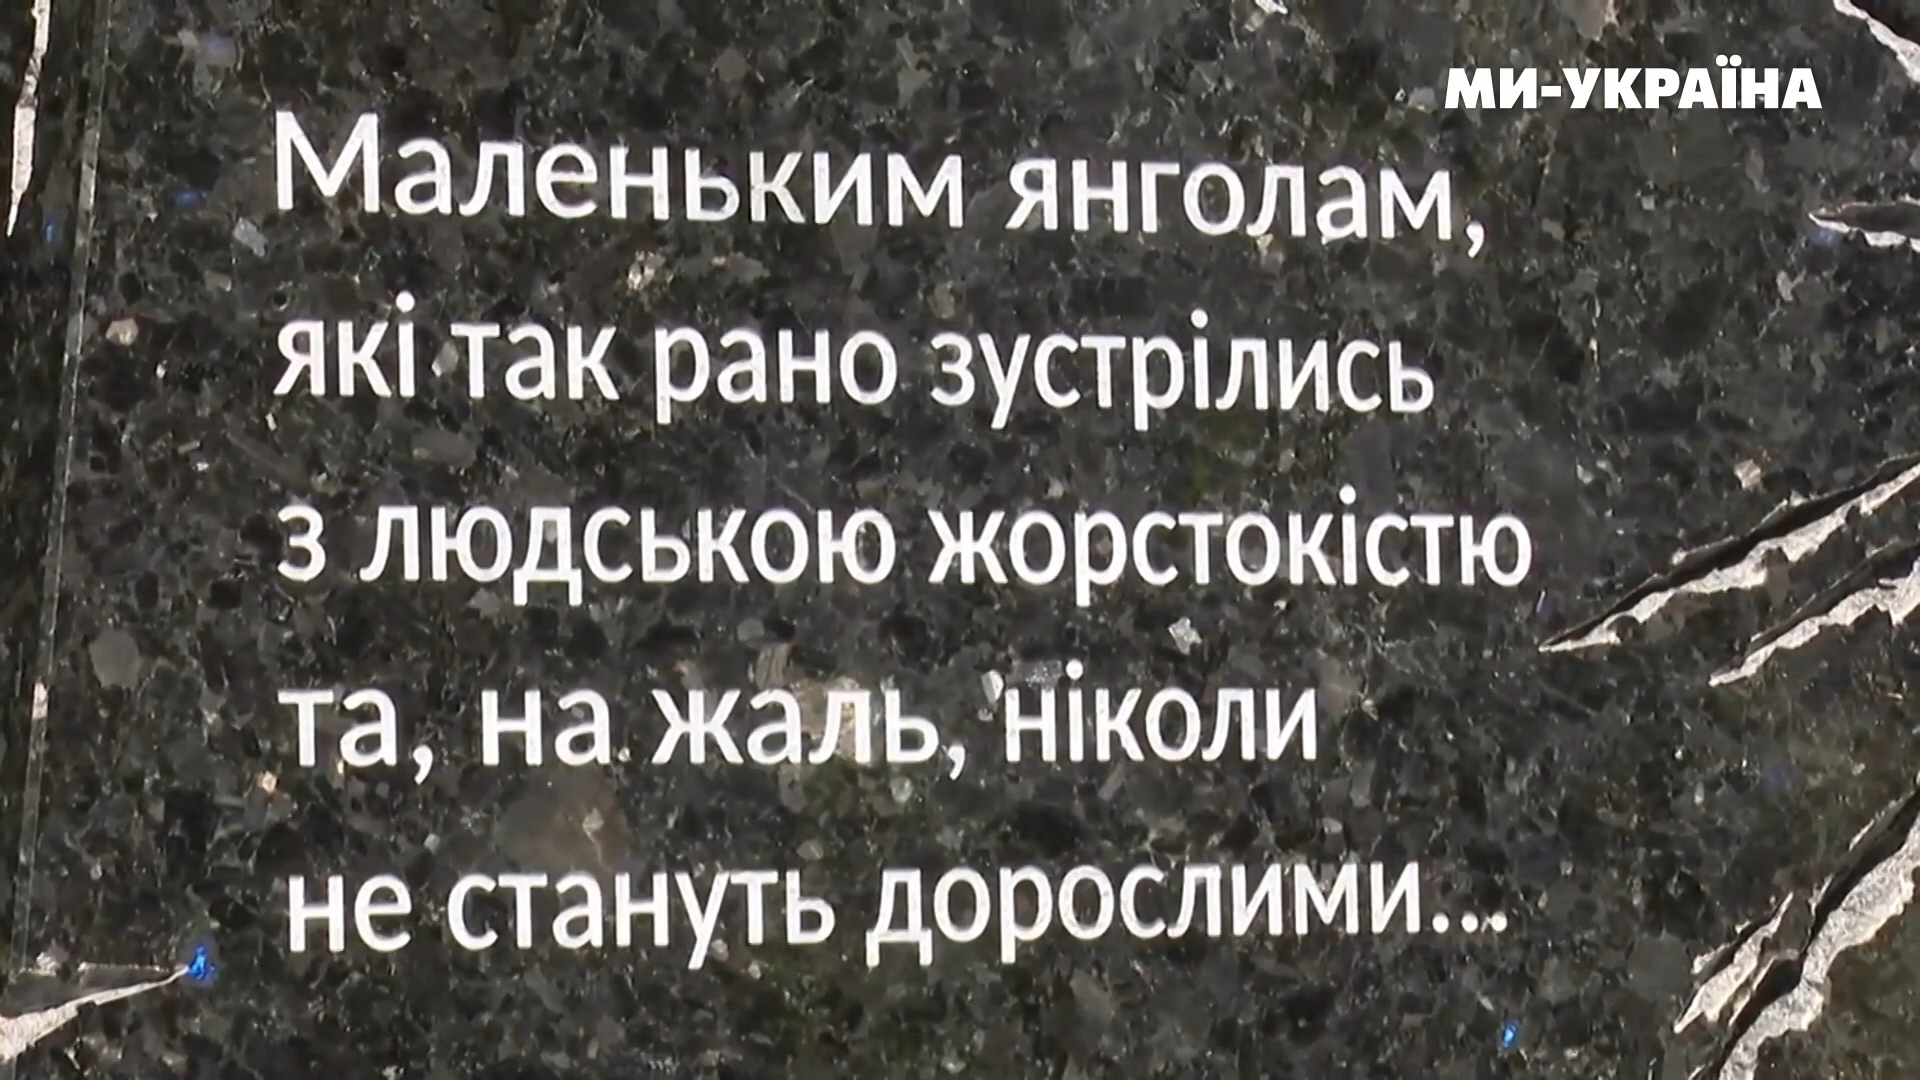 МИ-УКРАЇНА
Маленьким янголам,
які так рано зустрілись
з людською жорстокістю
та, на жаль, ніколи
не стануть дорослими...